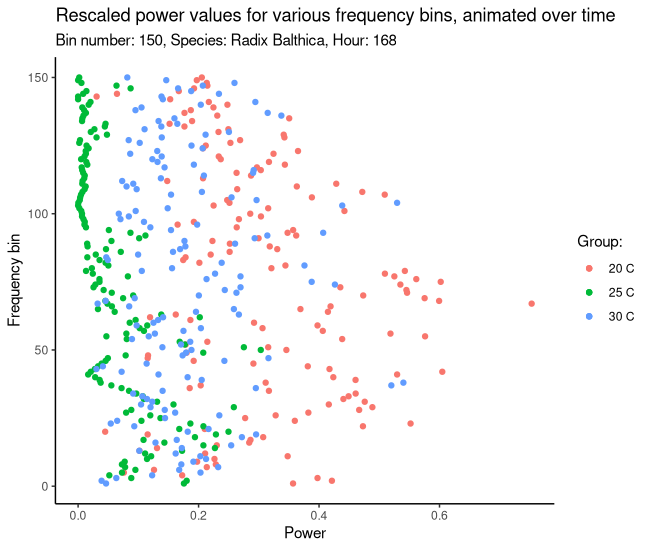 Rescaled power values for various frequency bins, animated over time
Bin number: 150, Species: Radix Balthica, Hour: 168
150
100
50
0
Frequency bin
0.0 0.2 0.4 0.6
Power
Group:
20 C
25 C
30 C